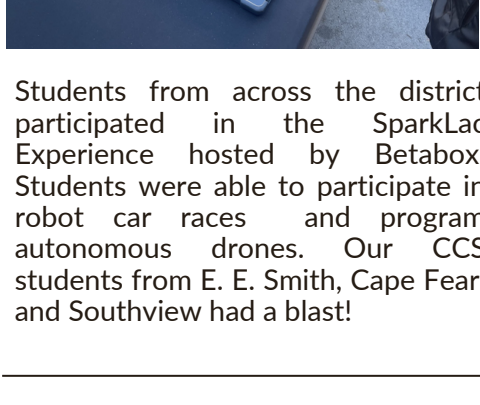 Students from across the district
participated in the SparkLac
Experience hosted by Betabox
Students were able to participate in
robot car races and program
autonomous drones. Our CCS
students from E. E. Smith, Cape Fear
and Southview had a blast!